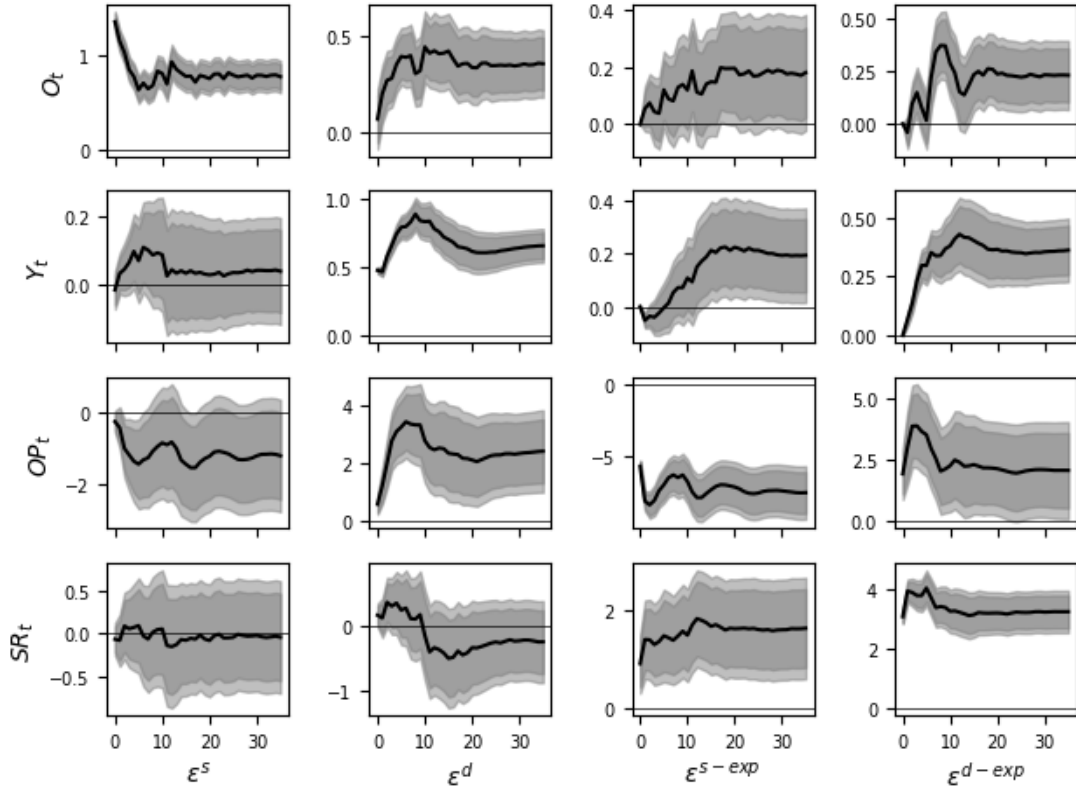 O_t 1 0
0.5 0.0
0.4 0.2 0.0
0.50 0.25 0.00
Y_t 0.2 0.0
1.0 0.5 0.0
0.4 0.2 0.0
0.50 0.25 0.00
OP_t 0 −2
4 2 0
0 −5
5.0 2.5 0.0
SR_t 0.5 0.0 −0.5
0 −1
2 0
4 2 0
0 10 20 30 0 10 20 30 0 10 20 30 0 10 20 30
ε^s ε^d ε^{s−exp} ε^{d−exp}